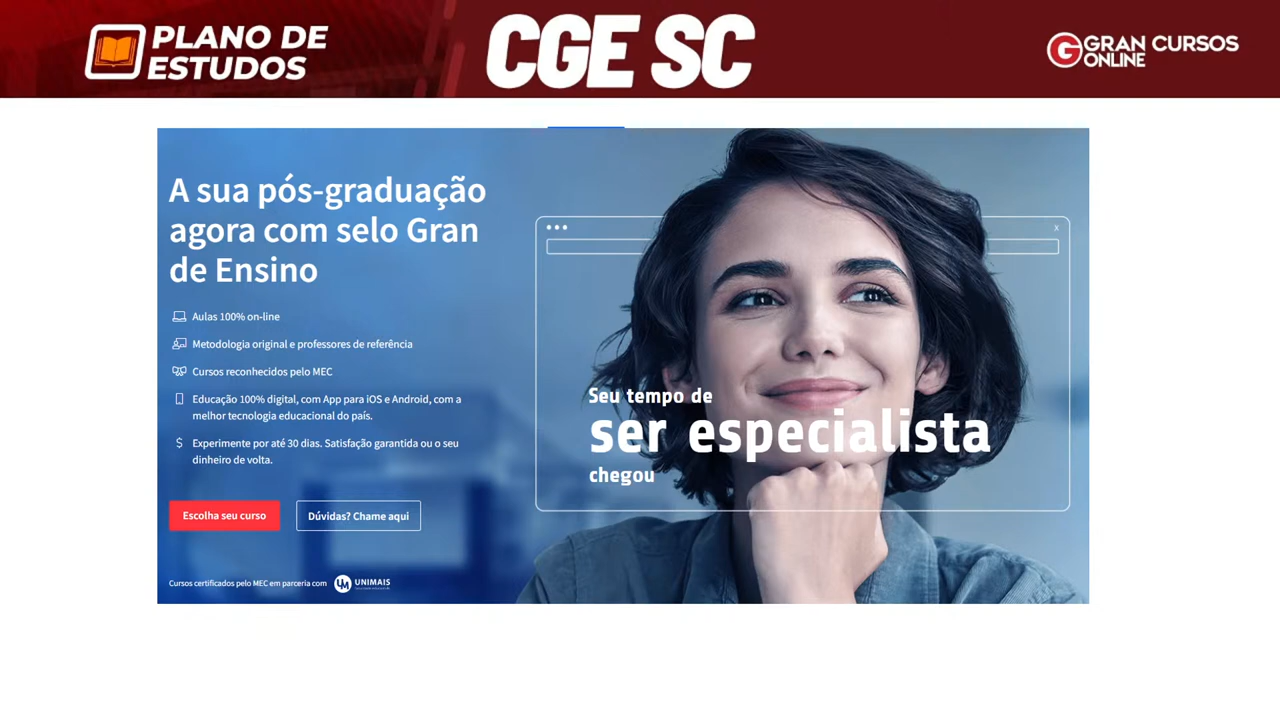 PLANO DE
ESTUDOS
CGE SC
G GRAN CURSOS
ONLINE
A sua pós-graduação
agora com selo Gran
de Ensino
Aulas 100% on-line
Metodologia original e professores de referência
Cursos reconhecidos pelo MEC
Educação 100% digital, com App para iOS e Android, com a
melhor tecnologia educacional do país.
$ Experimente por até 30 dias. Satisfação garantida ou o seu
dinheiro de volta.
Escolha seu curso
Dúvidas? Chame aqui
Cursos certificados pelo MEC em parceria com
UM UNIMAIS
x
Seu tempo de
ser especialista
chegou